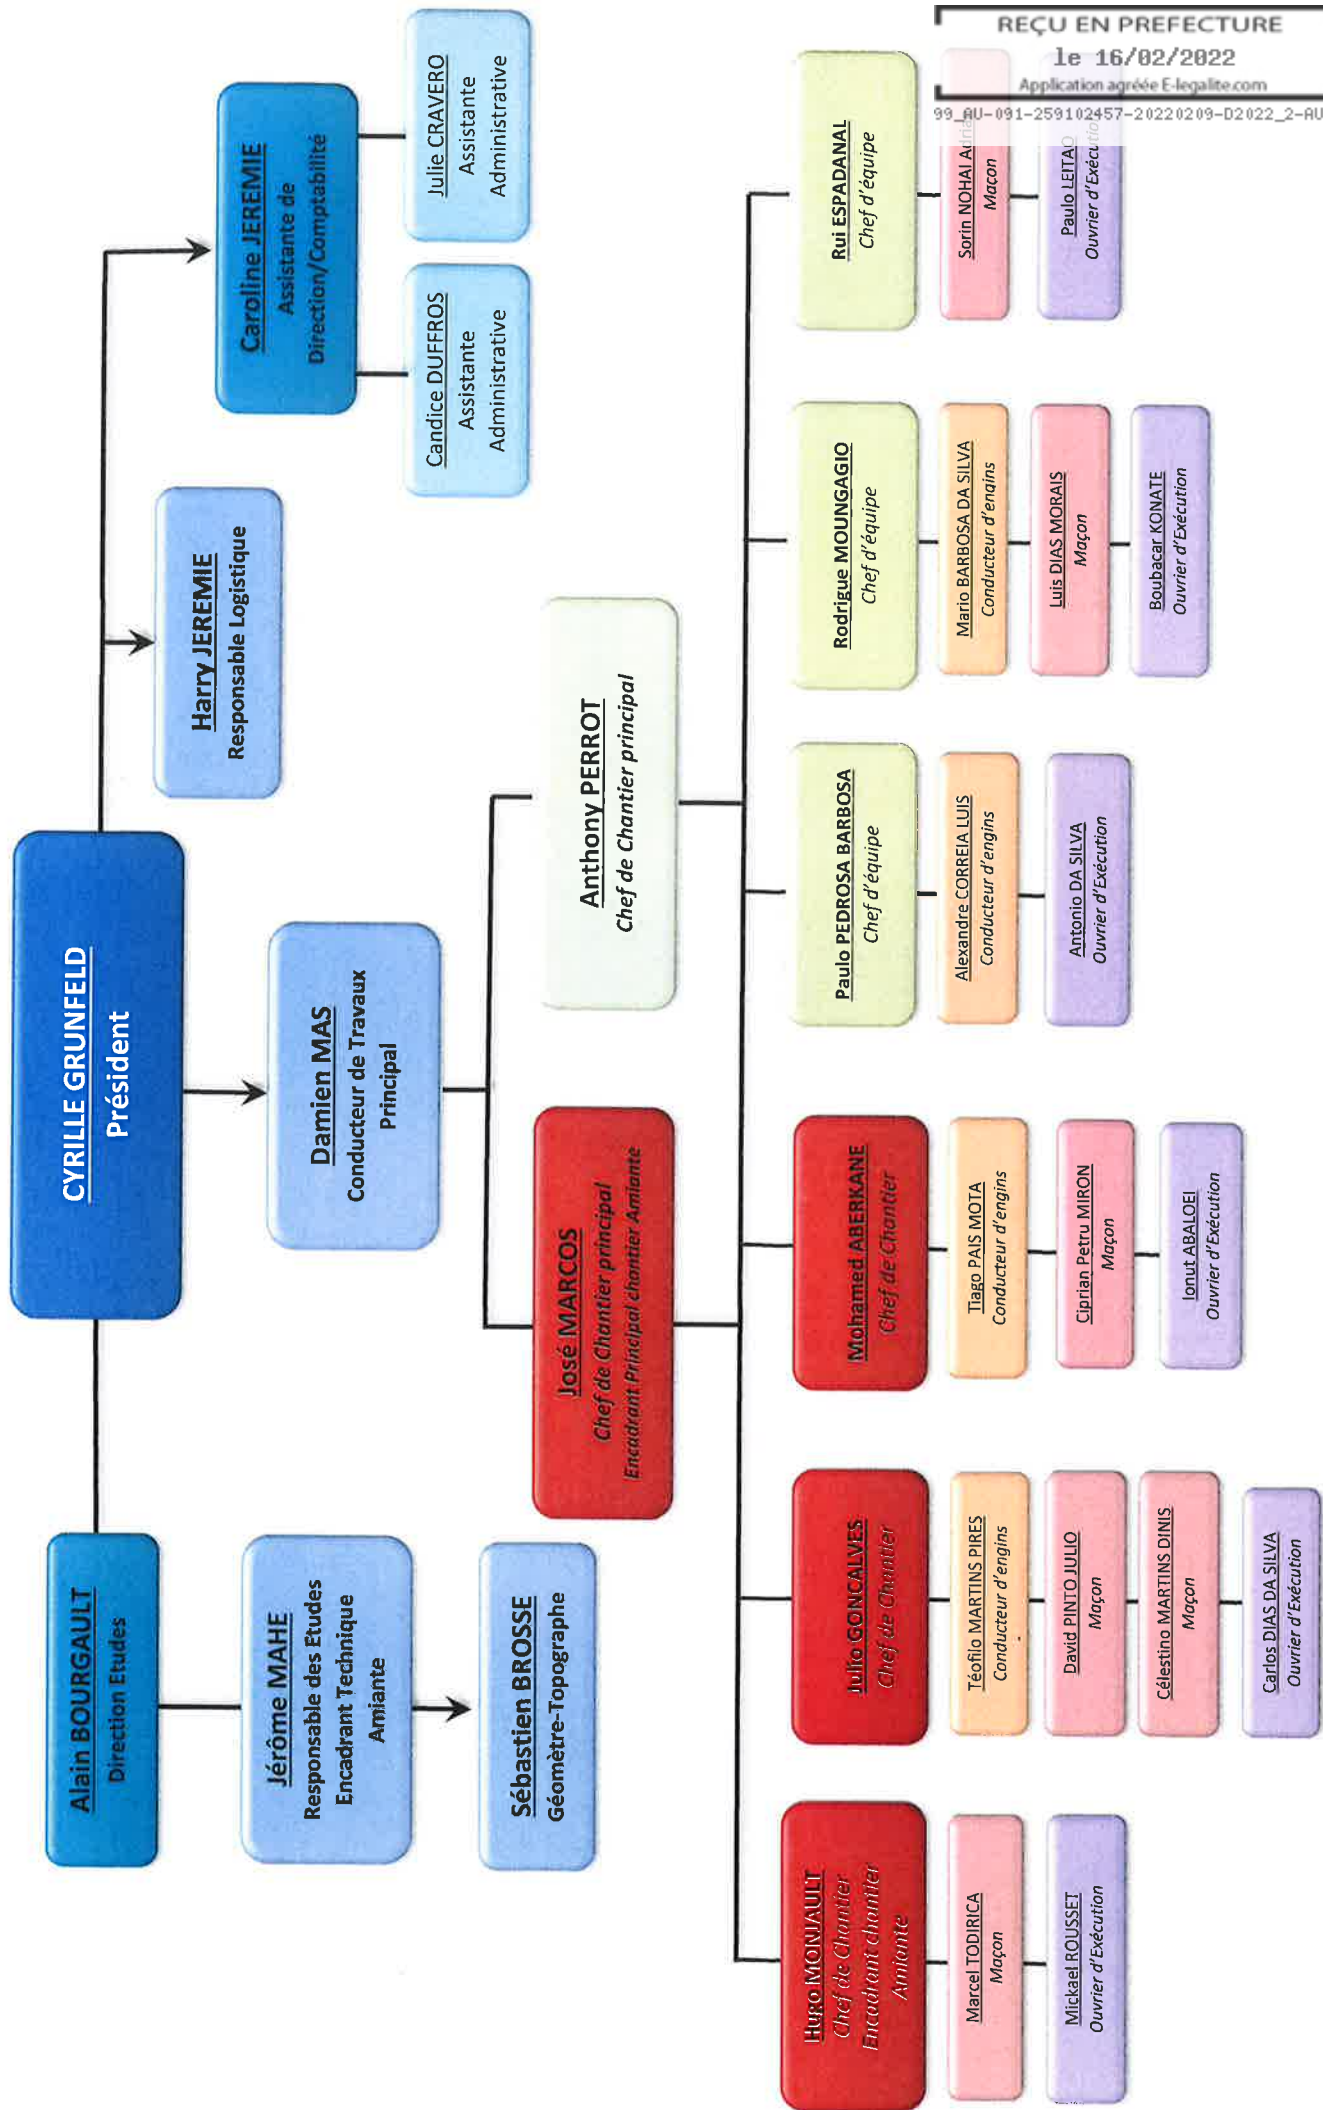 REÇU EN PREFECTURE
le 16/02/2022
Application agréée E-legalite.com
99_AU-091-259102457-20220209-D2022_2-AU
CYRILLE GRUNFELD
Président
Alain BOURGAULT
Direction Etudes
Jérôme MAHE
Responsable des Etudes
Encadrant Technique
Amiante
Sébastien BROSSE
Géomètre-Topographe
Damien MAS
Conducteur de Travaux
Principal
Harry JEREMIE
Responsable Logistique
Caroline JEREMIE
Assistante de
Direction/Comptabilité
Candice DUFFROS
Assistante
Administrative
Julie CRAVERO
Assistante
Administrative
José MARCOS
Chef de Chantier principal
Encadrant Principal chantier Amiante
Anthony PERROT
Chef de Chantier principal
Hugo MONJAULT
Chef de Chantier
Encadrant chantier
Amiante
Marcel TODIRICA
Maçon
Mickael ROUSSET
Ouvrier d'Exécution
Julio GONCALVES
Chef de Chantier
Téofilo MARTINS PIRES
Conducteur d'engins
David PINTO JULIO
Maçon
Célestino MARTINS DINIS
Maçon
Carlos DIAS DA SILVA
Ouvrier d'Exécution
Mohamed ABERKANE
Chef de Chantier
Tiago PAIS MOTA
Conducteur d'engins
Ciprian Petru MIRON
Maçon
Ionut ABALOEI
Ouvrier d'Exécution
Paulo PEDROSA BARBOSA
Chef d'équipe
Alexandre CORREIA LUIS
Conducteur d'engins
Antonio DA SILVA
Ouvrier d'Exécution
Rodrigue MOUNGAGIO
Chef d'équipe
Mario BARBOSA DA SILVA
Conducteur d'engins
Luis DIAS MORAIS
Maçon
Boubacar KONATE
Ouvrier d'Exécution
Rui ESPADANAL
Chef d'équipe
Sorin NOHAI
Maçon
Paulo LEITAO
Ouvrier d'Exécution